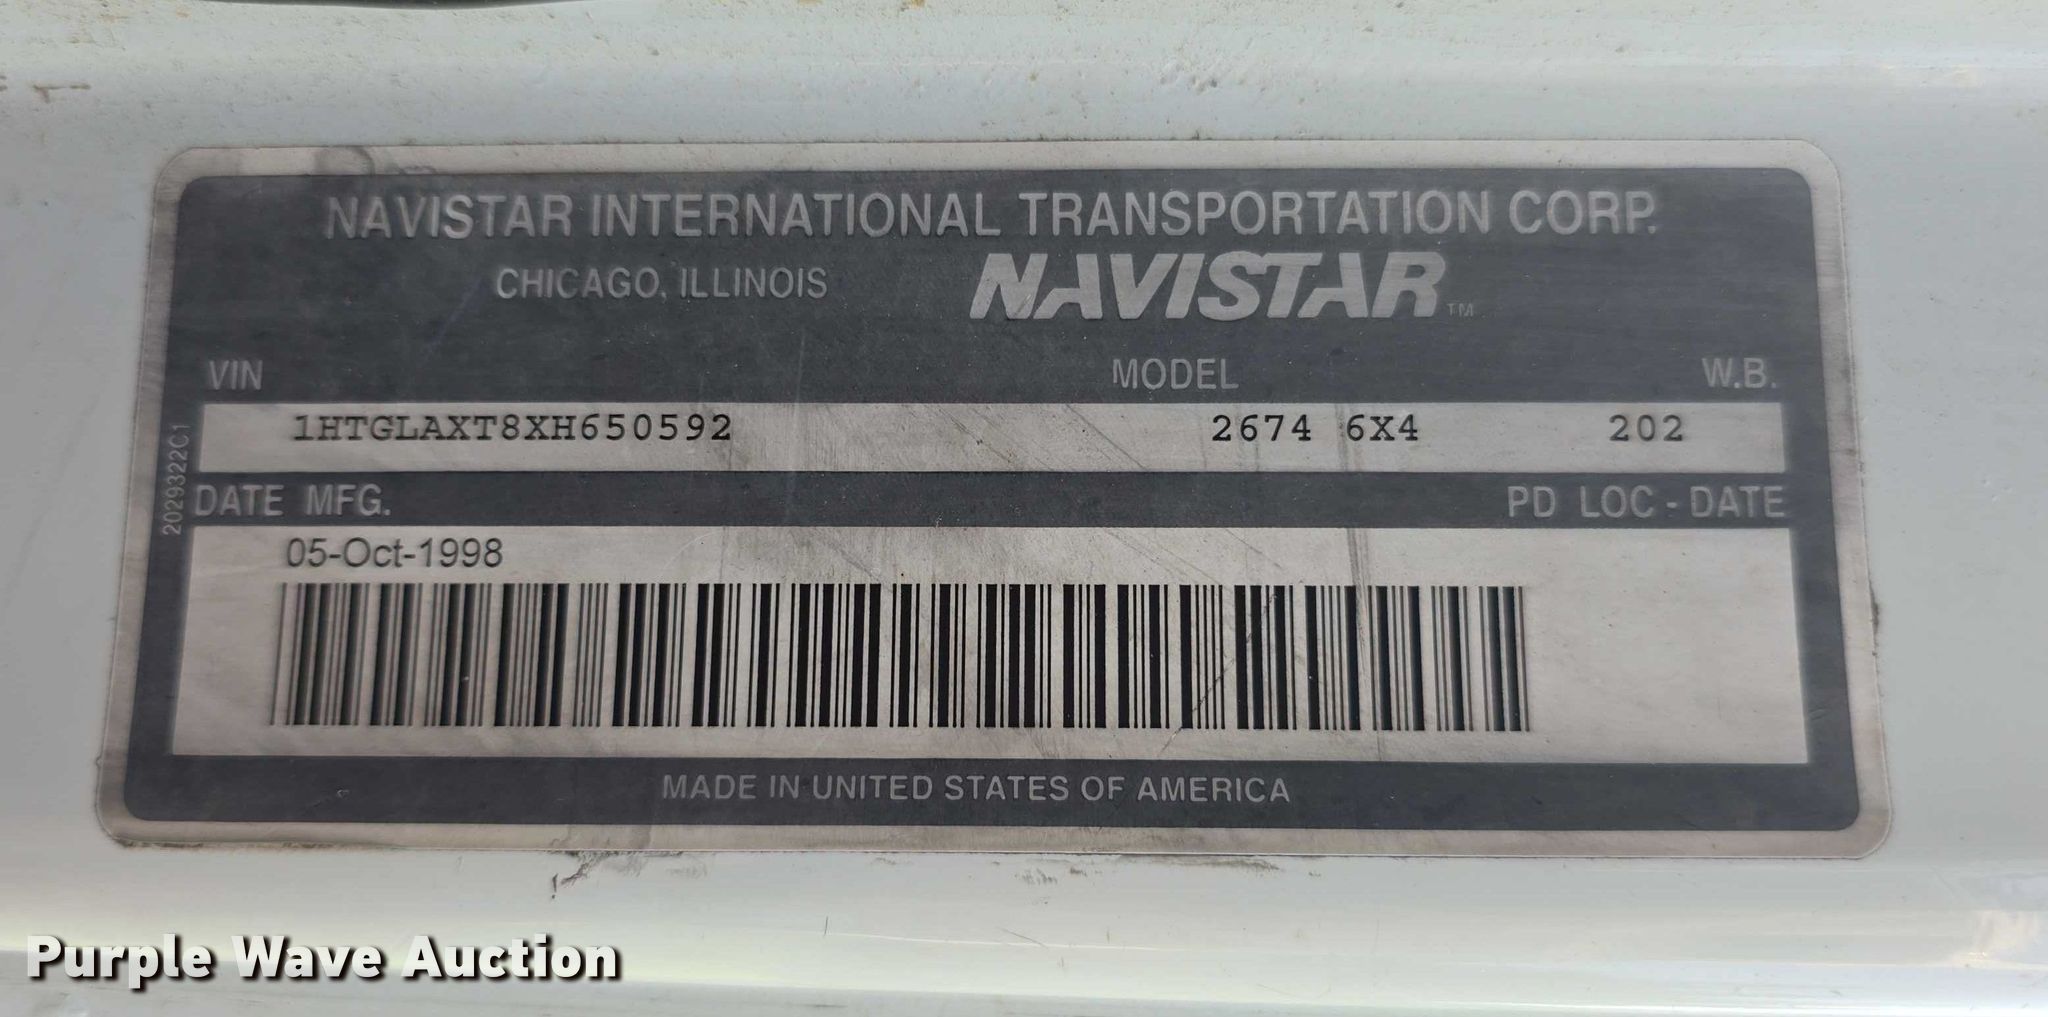 NAVISTAR INTERNATIONAL TRANSPORTATION CORP.
CHICAGO, ILLINOIS NAVISTAR™
VIN MODEL W.B.
1HTGLAXT8XH650592 2674 6X4 202
2029322C1
DATE MFG. PD LOC - DATE
05-Oct-1998
MADE IN UNITED STATES OF AMERICA
Purple Wave Auction